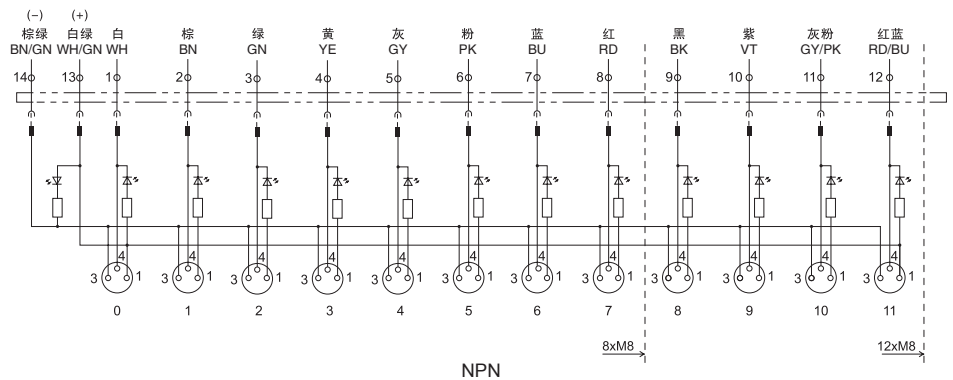 (-) (+)
棕绿 白绿 白 棕 绿 黄 灰 粉 蓝 红 黑 紫 灰粉 红蓝
BN/GN WH/GN WH BN GN YE GY PK BU RD BK VT GY/PK RD/BU
14 13 1 2 3 4 5 6 7 8 9 10 11 12
4 4 4 4 4 4 4 4 4 4 4 4
3 1 3 1 3 1 3 1 3 1 3 1 3 1 3 1 3 1 3 1 3 1 3 1
0 1 2 3 4 5 6 7 8 9 10 11
8xM8 12xM8
NPN